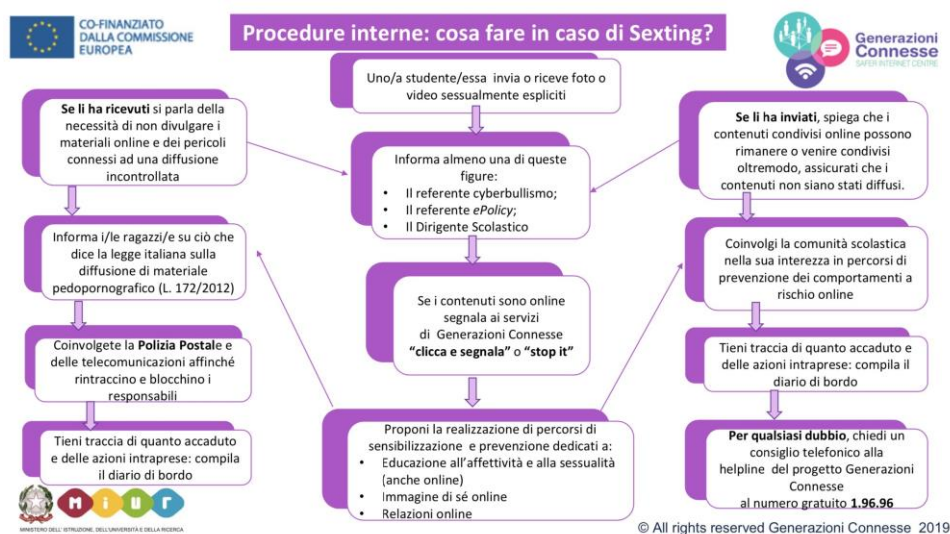 CO-FINANZIATO
DALLA COMMISSIONE
EUROPEA
Procedure interne: cosa fare in caso di Sexting?
Generazioni
Connesse
SAFER INTERNET CENTRE
Uno/a studente/essa invia o riceve foto o
video sessualmente espliciti
Se li ha ricevuti si parla della
necessità di non divulgare i
materiali online e dei pericoli
connessi ad una diffusione
incontrollata
Informa almeno una di queste
figure:
• Il referente cyberbullismo;
• Il referente ePolicy;
• Il Dirigente Scolastico
Se li ha inviati, spiega che i
contenuti condivisi online possono
rimanere o venire condivisi
oltremodo, assicurati che i
contenuti non siano stati diffusi.
Informa i/le ragazzi/e su ciò che
dice la legge italiana sulla
diffusione di materiale
pedopornografico (L. 172/2012)
Se i contenuti sono online
segnala ai servizi
di Generazioni Connesse
“clicca e segnala” o “stop it”
Coinvolgi la comunità scolastica
nella sua interezza in percorsi di
prevenzione dei comportamenti a
rischio online
Coinvolgete la Polizia Postale e
delle telecomunicazioni affinché
rintraccino e blocchino i
responsabili
Tieni traccia di quanto accaduto e
delle azioni intraprese: compila il
diario di bordo
Tieni traccia di quanto accaduto
e delle azioni intraprese: compila
il diario di bordo
Proponi la realizzazione di percorsi di
sensibilizzazione e prevenzione dedicati a:
• Educazione all’affettività e alla sessualità
(anche online)
• Immagine di sé online
• Relazioni online
Per qualsiasi dubbio, chiedi un
consiglio telefonico alla
helpline del progetto Generazioni
Connesse
al numero gratuito 1.96.96
MIUR
MINISTERO DELL’ ISTRUZIONE, DELL’UNIVERSITÀ E DELLA RICERCA
© All rights reserved Generazioni Connesse 2019